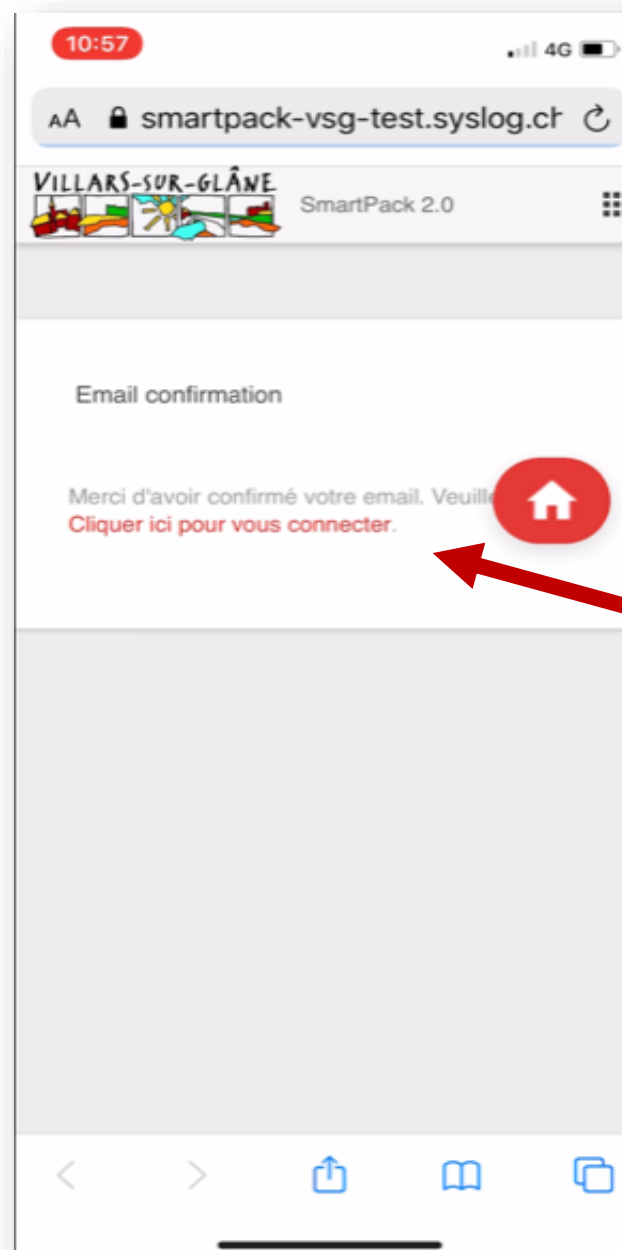 10:57
4G
AA smartpack-vsg-test.syslog.ch
VILLARS-SUR-GLÂNE
SmartPack 2.0
Email confirmation
Merci d'avoir confirmé votre email.
Cliquer ici pour vous connecter.